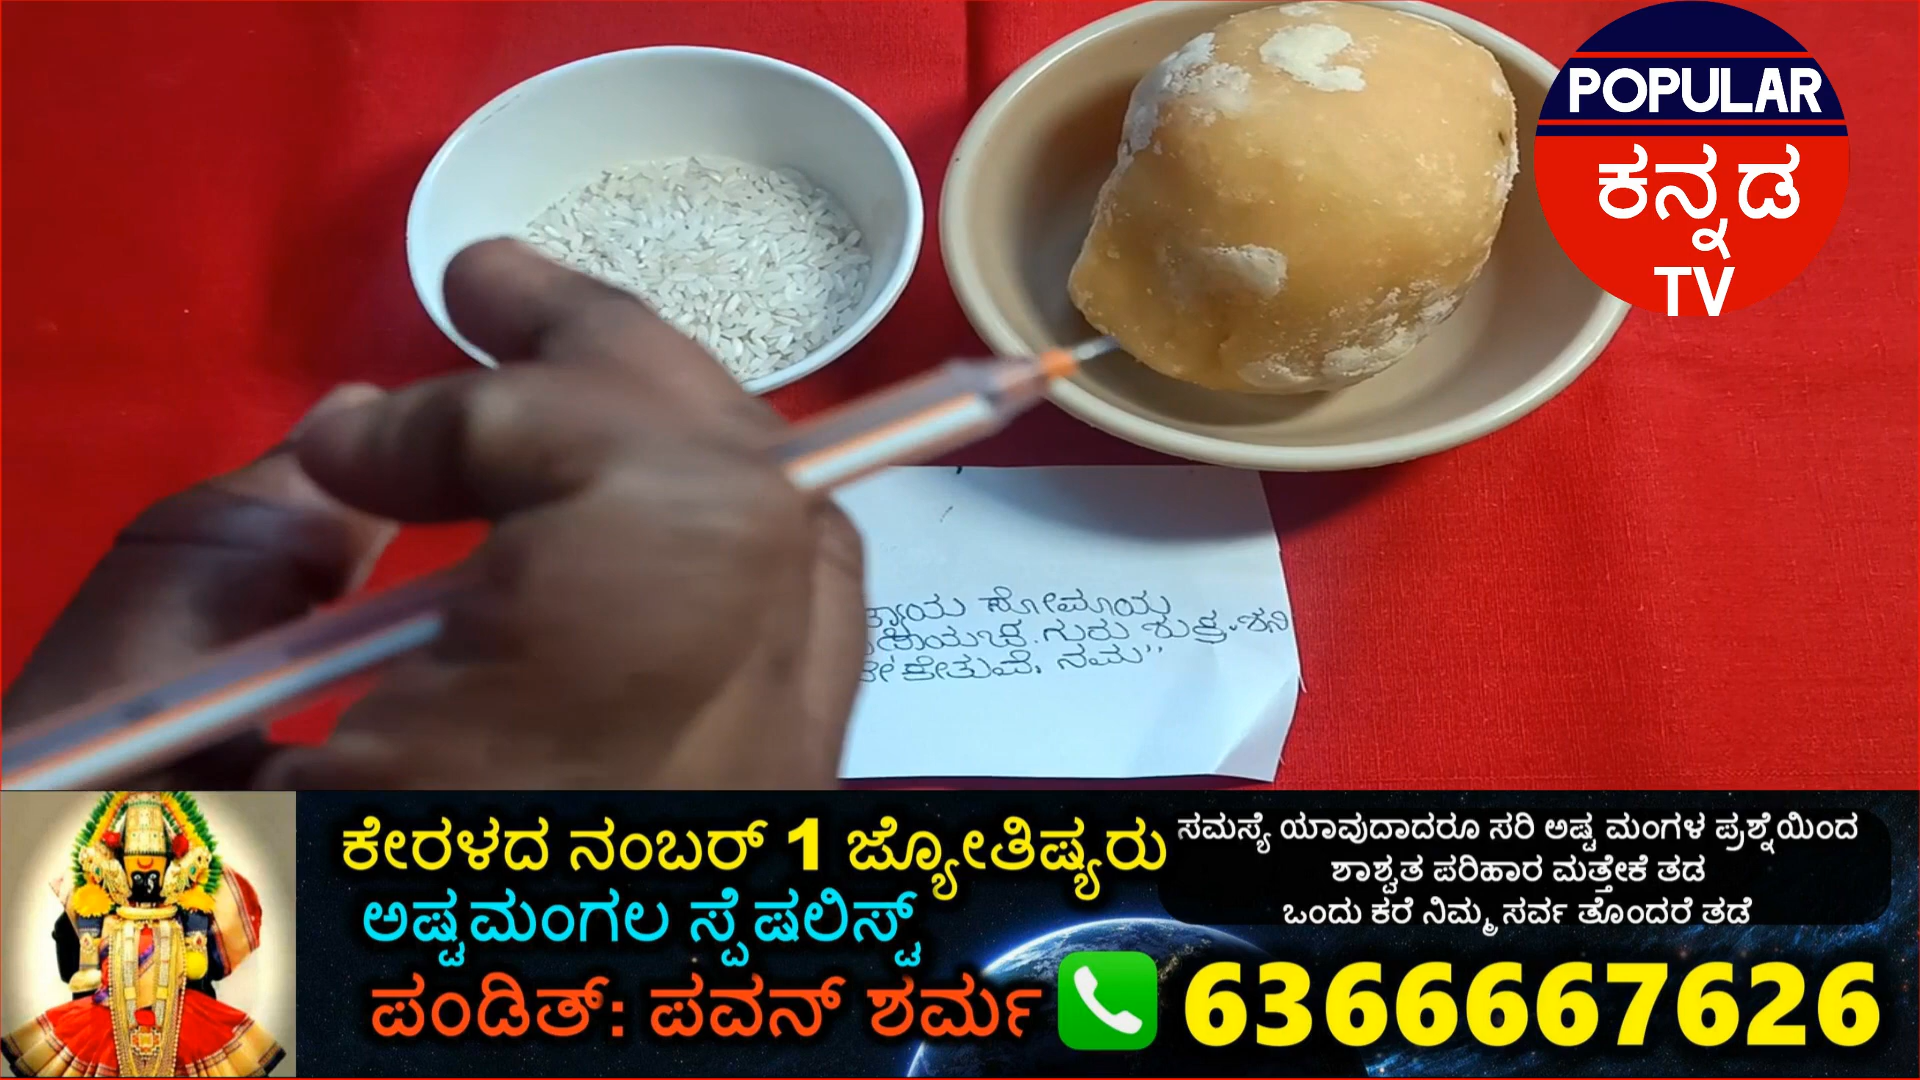 POPULAR
ಕನ್ನಡ
TV
ಸೋಮಾಯ
ಗುರು ಶುಕ್ರ ಶನಿ
ಕೇತುವೇ ನಮ"
ಕೇರಳದ ನಂಬರ್ 1 ಜ್ಯೋತಿಷ್ಯರು
ಅಷ್ಟಮಂಗಲ ಸ್ಪೆಷಲಿಸ್ಟ್
ಪಂಡಿತ್: ಪವನ್ ಶರ್ಮ
ಸಮಸ್ಯೆ ಯಾವುದಾದರೂ ಸರಿ ಅಷ್ಟ ಮಂಗಳ ಪ್ರಶ್ನೆಯಿಂದ
ಶಾಶ್ವತ ಪರಿಹಾರ ಮತ್ತೇಕೆ ತಡ
ಒಂದು ಕರೆ ನಿಮ್ಮ ಸರ್ವ ತೊಂದರೆ ತಡೆ
6366667626